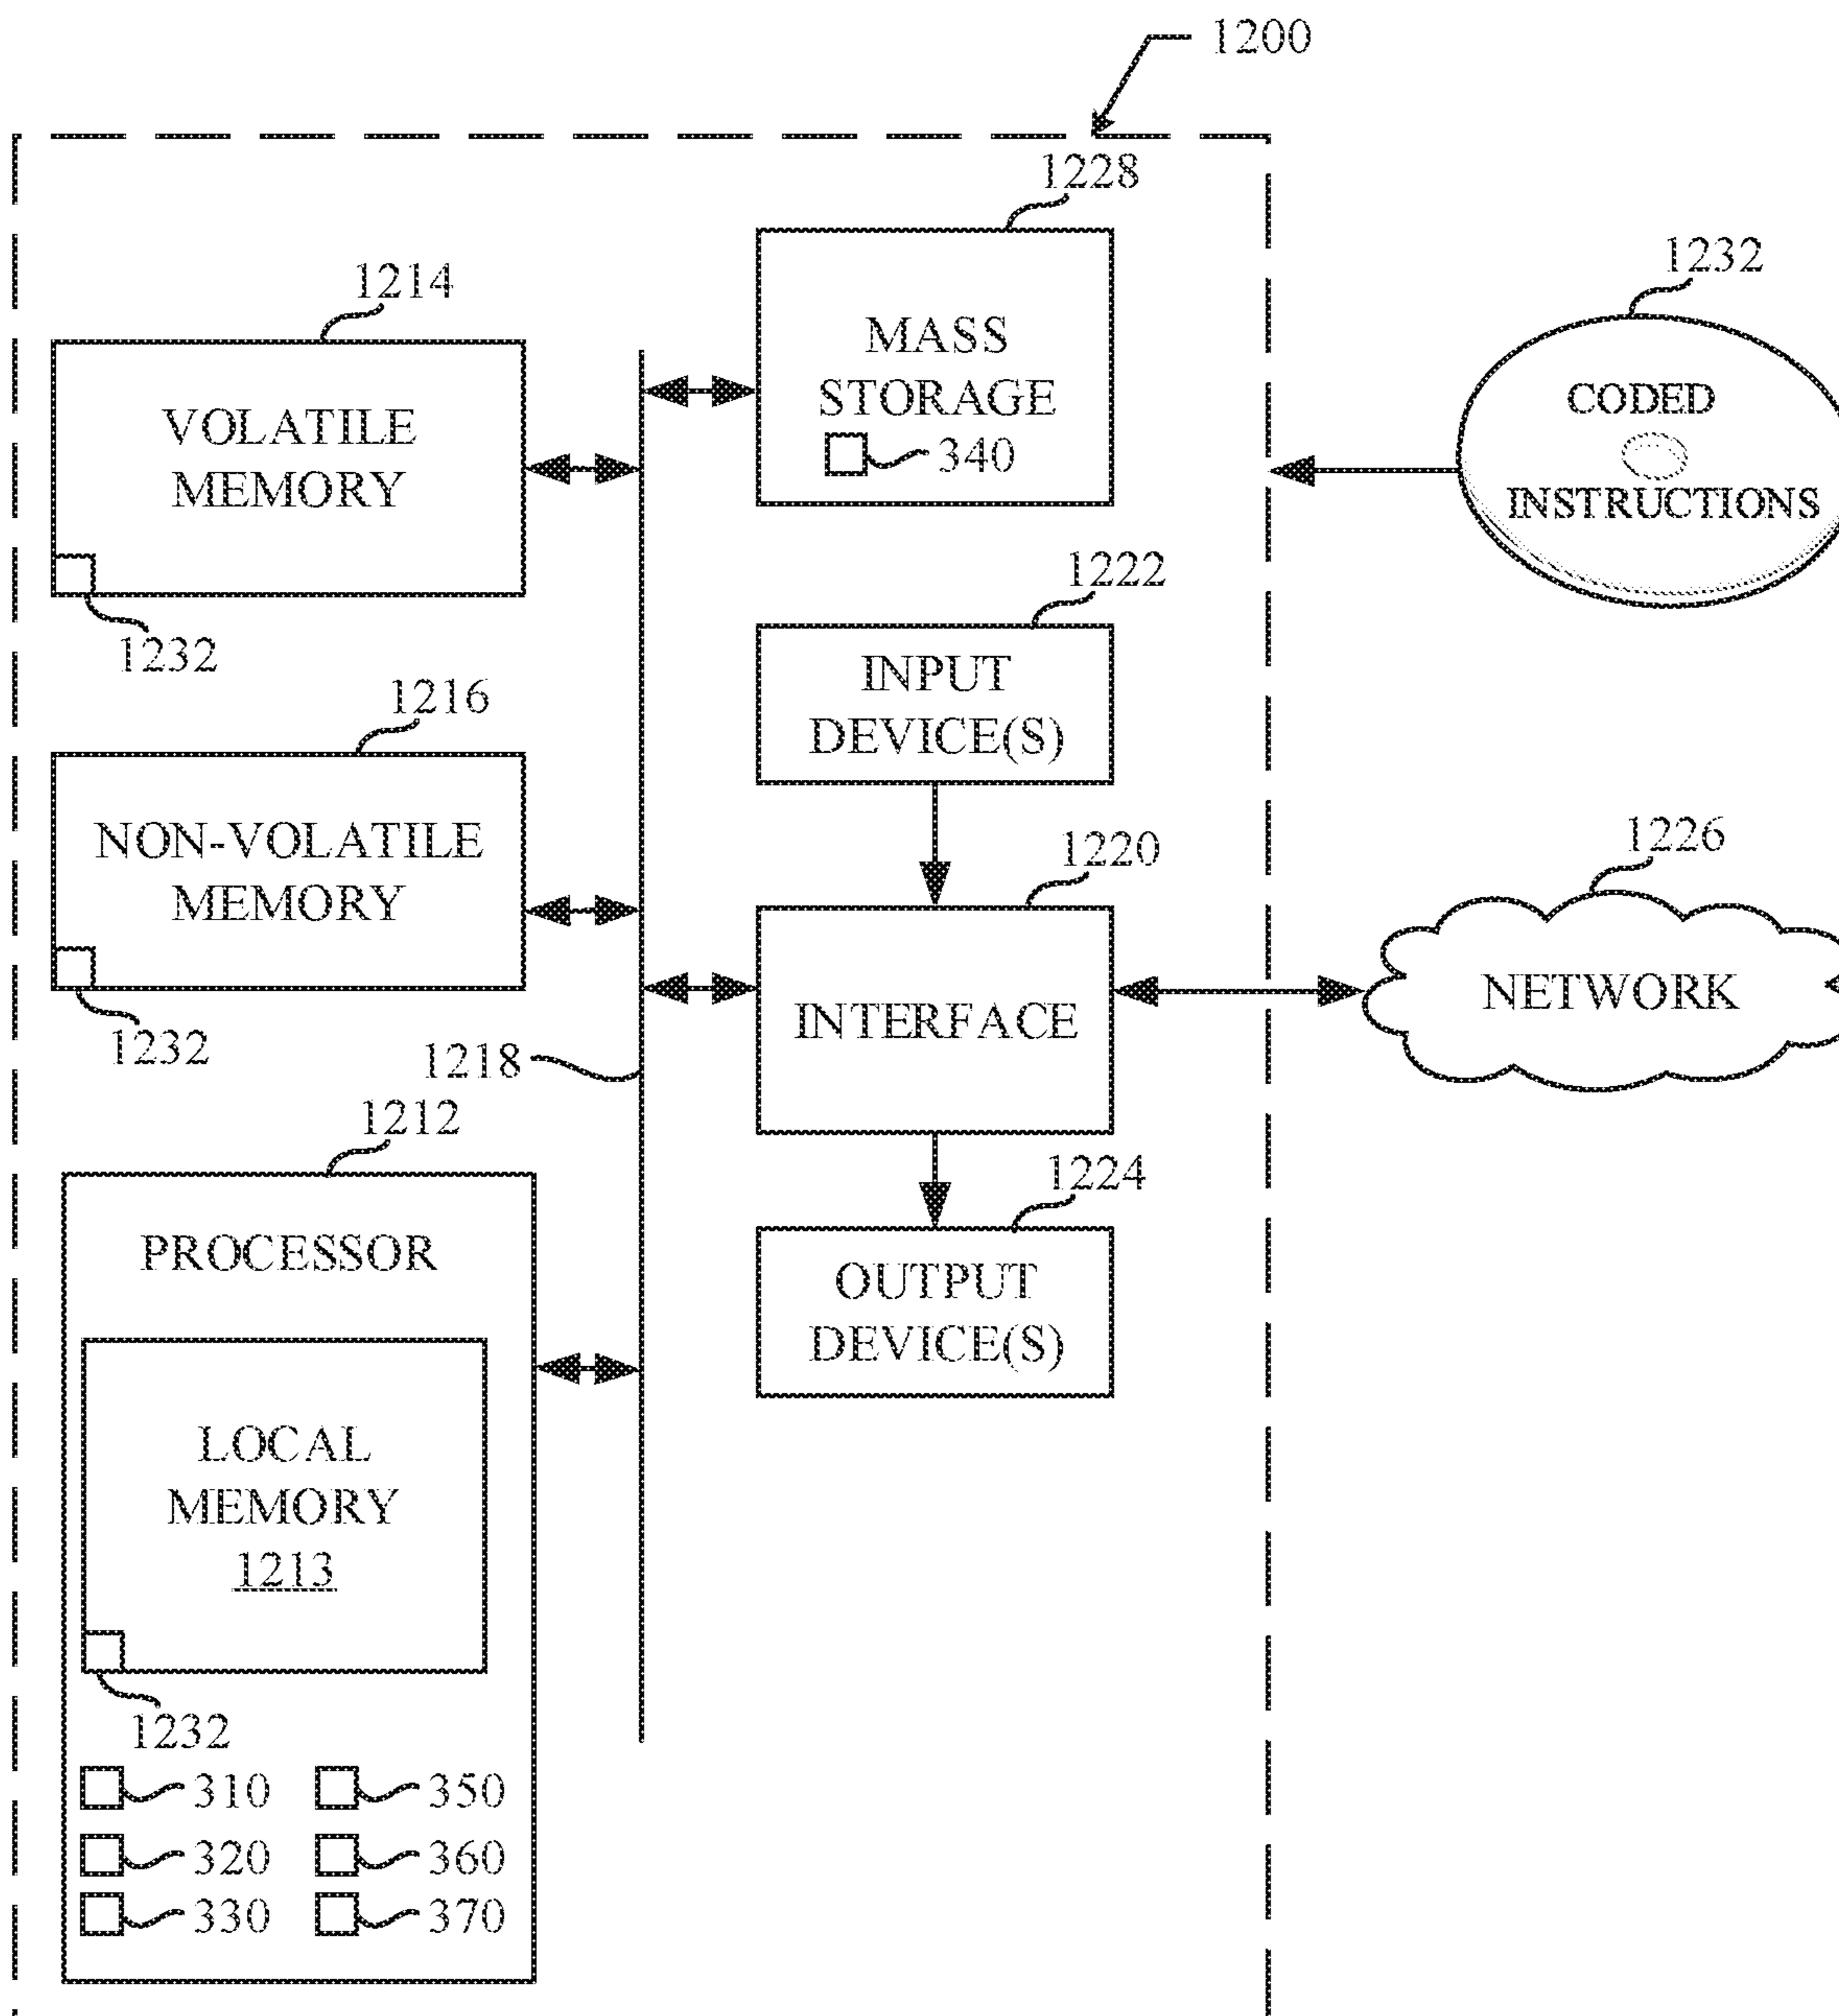 1200
1228
MASS
STORAGE
340
1214
VOLATILE
MEMORY
1232
1232
CODED
INSTRUCTIONS
1222
INPUT
DEVICE(S)
1216
NON-VOLATILE
MEMORY
1232
1218
1220
INTERFACE
1226
NETWORK
1212
PROCESSOR
LOCAL
MEMORY
1213
1232
310 350
320 360
330 370
1224
OUTPUT
DEVICE(S)